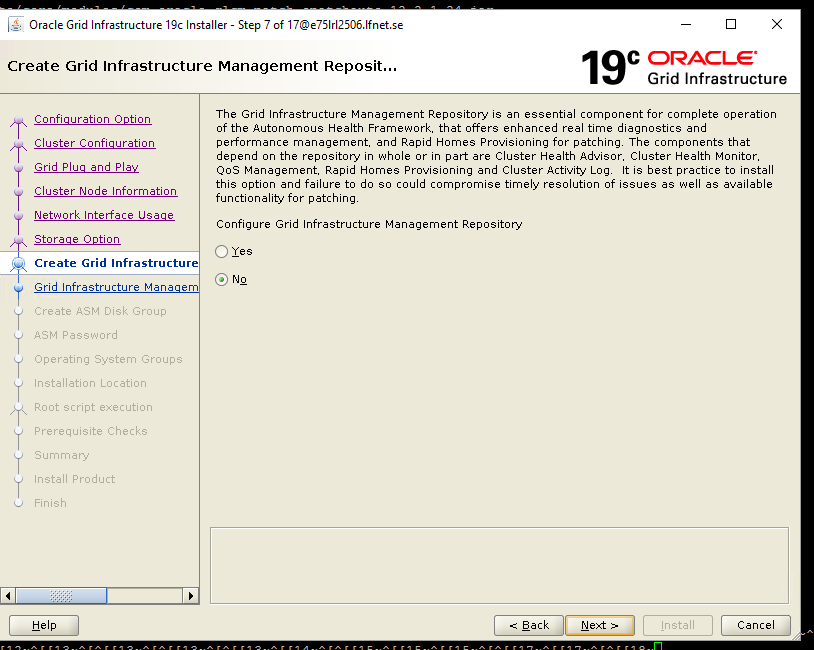 Oracle Grid Infrastructure 19c Installer - Step 7 of 17@e75lrl2506.lfnet.se
Create Grid Infrastructure Management Reposit...
19c ORACLE
Grid Infrastructure
Configuration Option
Cluster Configuration
Grid Plug and Play
Cluster Node Information
Network Interface Usage
Storage Option
Create Grid Infrastructure
Grid Infrastructure Managem
Create ASM Disk Group
ASM Password
Operating System Groups
Installation Location
Root script execution
Prerequisite Checks
Summary
Install Product
Finish
The Grid Infrastructure Management Repository is an essential component for complete operation
of the Autonomous Health Framework, that offers enhanced real time diagnostics and
performance management, and Rapid Homes Provisioning for patching. The components that
depend on the repository in whole or in part are Cluster Health Advisor, Cluster Health Monitor,
QoS Management, Rapid Homes Provisioning and Cluster Activity Log. It is best practice to install
this option and failure to do so could compromise timely resolution of issues as well as available
functionality for patching.
Configure Grid Infrastructure Management Repository
Yes
No
Help
< Back
Next >
Install
Cancel